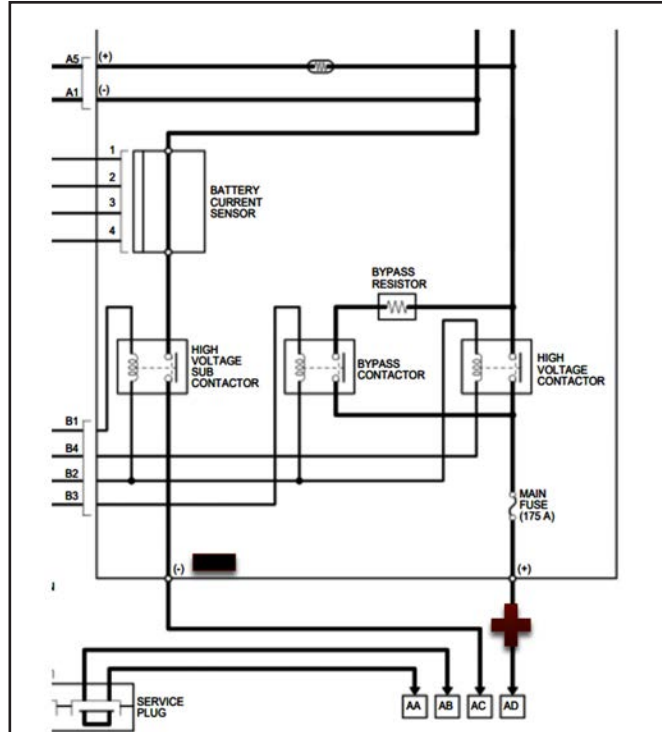 A5 (+)
A1 (-)
1
2
3
4
BATTERY
CURRENT
SENSOR
BYPASS
RESISTOR
HIGH
VOLTAGE
SUB
CONTACTOR
BYPASS
CONTACTOR
HIGH
VOLTAGE
CONTACTOR
B1
B4
B2
B3
MAIN
FUSE
(175 A)
(-)
(+)
SERVICE
PLUG
AA AB AC AD